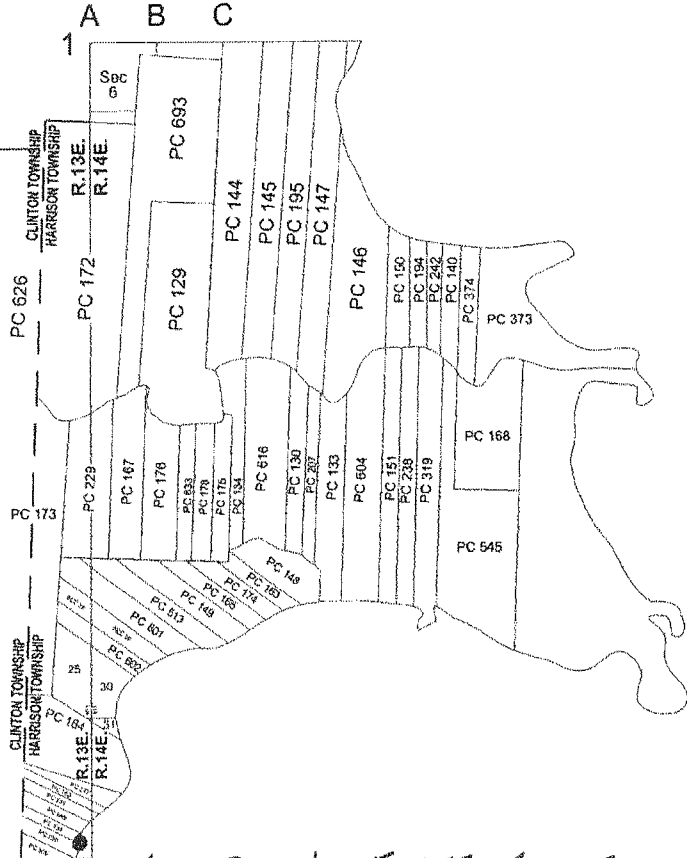 A B C
1
Sec
6
PC 693
CLINTON TOWNSHIP
HARRISON TOWNSHIP
R.13E.
R.14E.
PC 626
PC 172
PC 129
PC 144
PC 145
PC 195
PC 147
PC 146
PC 150
PC 194
PC 242
PC 140
PC 374
PC 373
PC 173
PC 229
PC 167
PC 176
PC 633
PC 178
PC 175
PC 134
PC 616
PC 130
PC 207
PC 133
PC 604
PC 151
PC 238
PC 319
PC 168
PC 545
PC 148
PC 163
PC 174
PC 165
PC 149
PC 513
PC 601
PC 602
25
30
31
CLINTON TOWNSHIP
HARRISON TOWNSHIP
PC 184
R.13E.
R.14E.